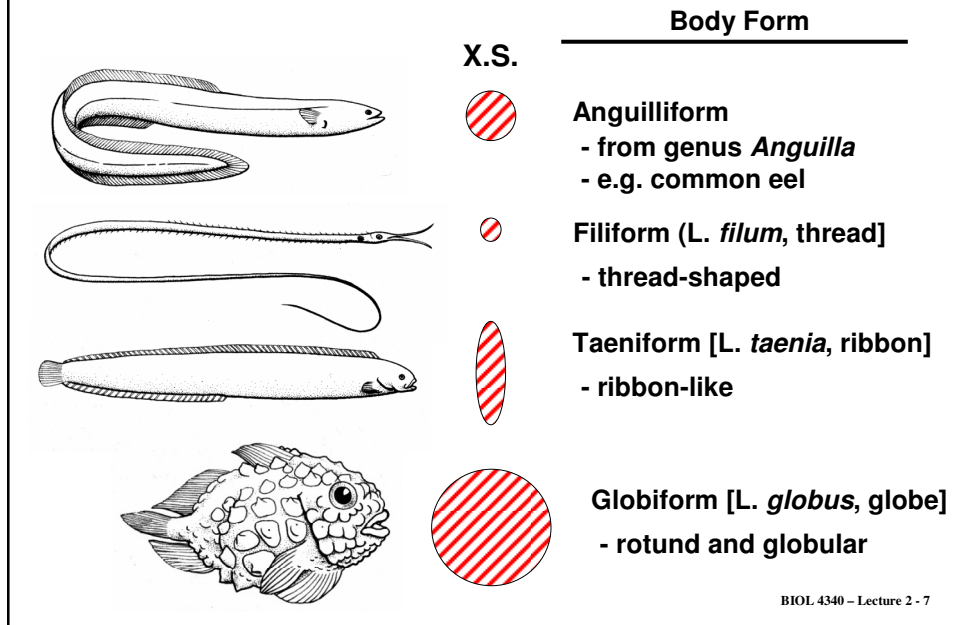 Body Form
X.S.
Anguilliform
- from genus Anguilla
- e.g. common eel
Filiform (L. filum, thread]
- thread-shaped
Taeniform [L. taenia, ribbon]
- ribbon-like
Globiform [L. globus, globe]
- rotund and globular
BIOL 4340 – Lecture 2 - 7